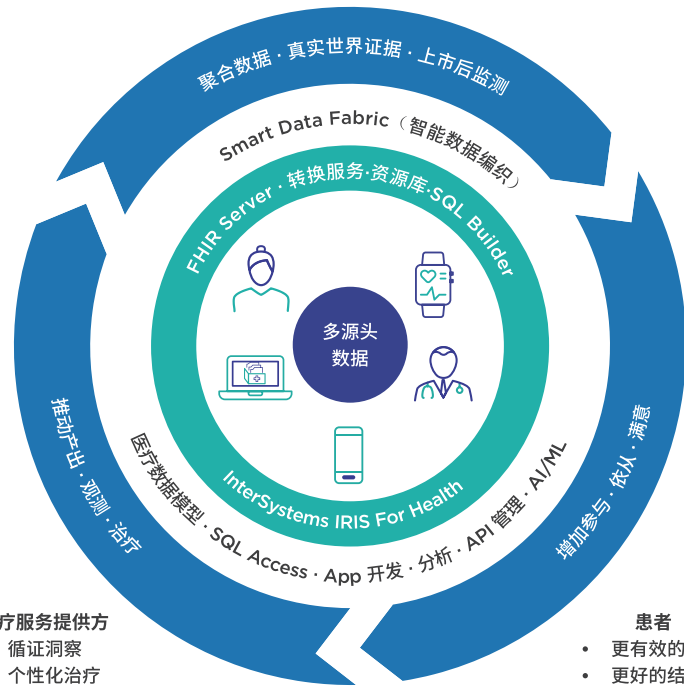 聚合数据 · 真实世界证据 · 上市后监测
Smart Data Fabric（智能数据编织）
FHIR Server · 转换服务·资源库·SQL Builder
多源头
数据
InterSystems IRIS For Health
医疗数据模型 · SQL Access · App 开发 · 分析 · API 管理 · AI/ML
推动产出 · 观测 · 治疗
增加参与 · 依从 · 满意
疗服务提供方
循证洞察
个性化治疗
患者
• 更有效的
• 更好的结